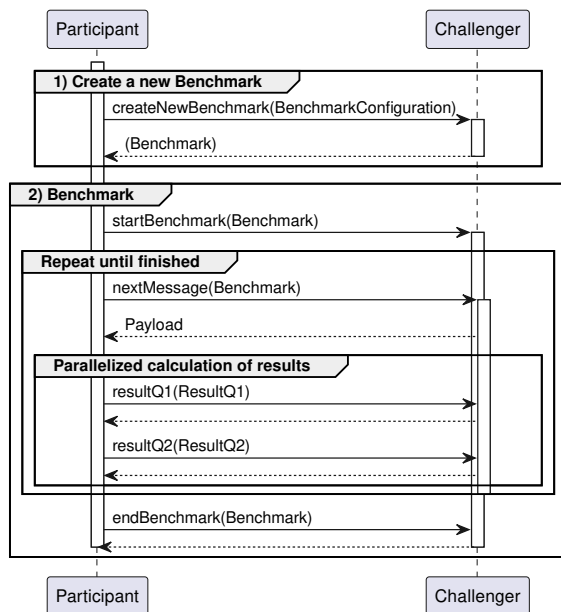 Participant
Challenger
1) Create a new Benchmark
createNewBenchmark(BenchmarkConfiguration)
(Benchmark)
2) Benchmark
startBenchmark(Benchmark)
Repeat until finished
nextMessage(Benchmark)
Payload
Parallelized calculation of results
resultQ1(ResultQ1)
resultQ2(ResultQ2)
endBenchmark(Benchmark)
Participant
Challenger